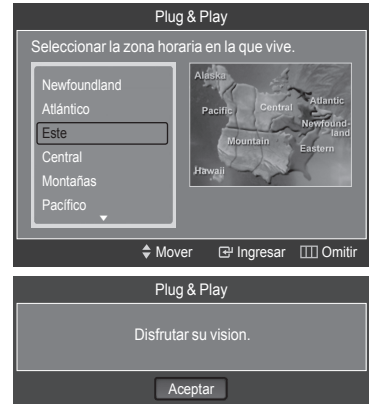 Plug & Play
Seleccionar la zona horaria en la que vive.
Newfoundland
Atlántico
Este
Central
Montañas
Pacífico
Alaska
Pacific
Central
Atlantic
Newfound-
land
Mountain
Eastern
Hawaii
Mover Ingresar Omitir
Plug & Play
Disfrutar su vision.
Aceptar